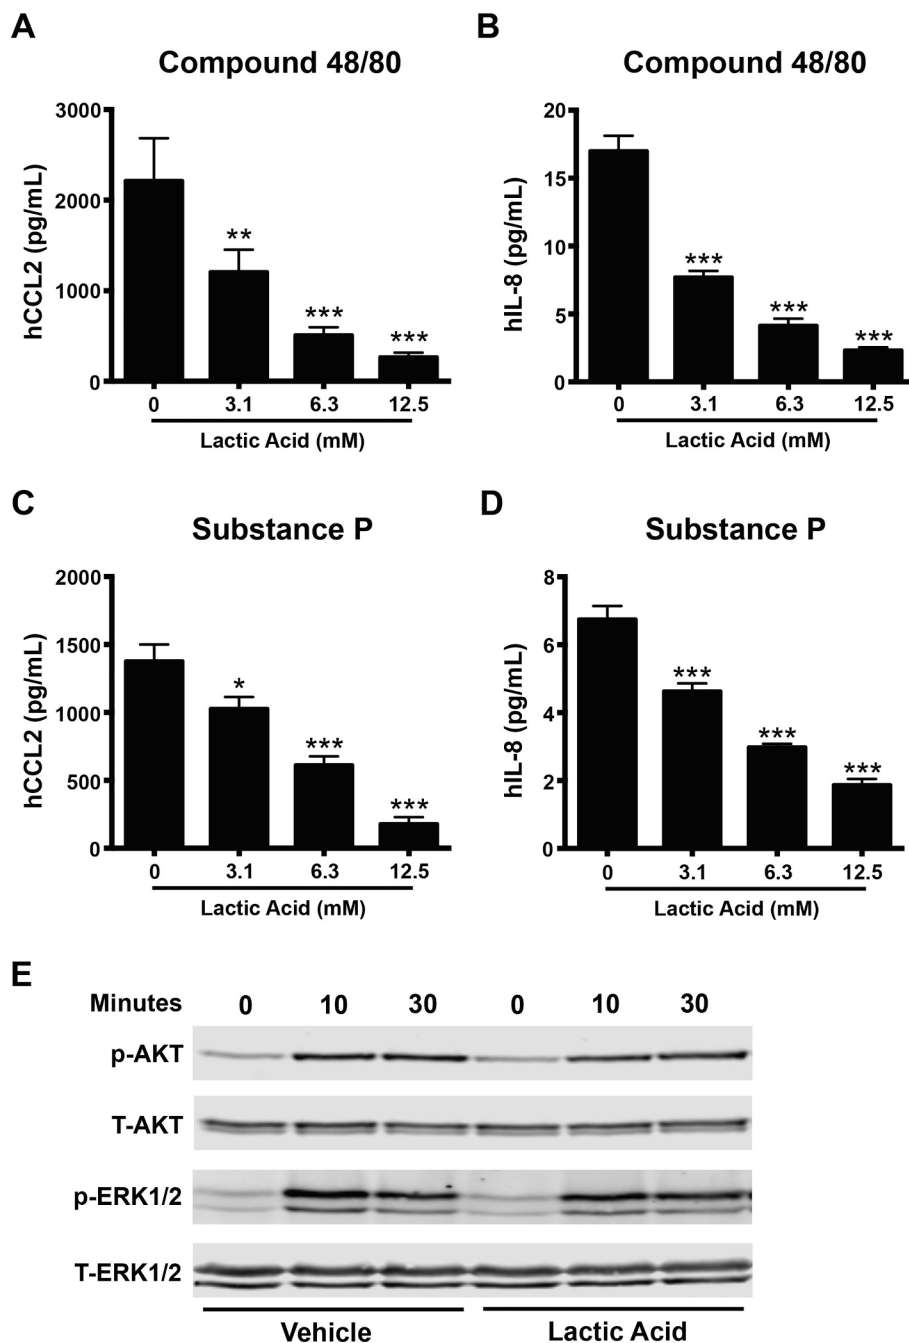 A
Compound 48/80
hCCL2 (pg/mL)
3000
2000
1000
0
**
***
***
0 3.1 6.3 12.5
Lactic Acid (mM)
B
Compound 48/80
hIL-8 (pg/mL)
20
15
10
5
0
***
***
***
0 3.1 6.3 12.5
Lactic Acid (mM)
C
Substance P
hCCL2 (pg/mL)
2000
1500
1000
500
0
*
***
***
0 3.1 6.3 12.5
Lactic Acid (mM)
D
Substance P
hIL-8 (pg/mL)
8
6
4
2
0
***
***
***
0 3.1 6.3 12.5
Lactic Acid (mM)
E
Minutes 0 10 30 0 10 30
p-AKT
T-AKT
p-ERK1/2
T-ERK1/2
Vehicle Lactic Acid